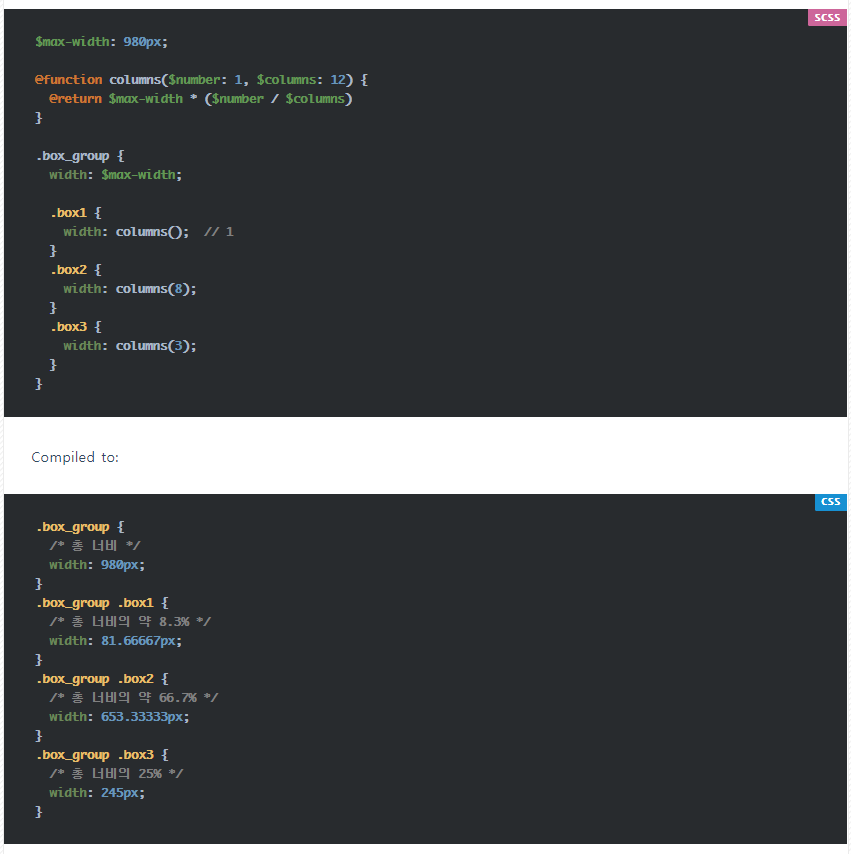 SCSS
$max-width: 980px;
@function columns($number: 1, $columns: 12) {
  @return $max-width * ($number / $columns)
}
.box_group {
  width: $max-width;
  .box1 {
    width: columns();  // 1
  }
  .box2 {
    width: columns(8);
  }
  .box3 {
    width: columns(3);
  }
}
Compiled to:
CSS
.box_group {
  /* 총 너비 */
  width: 980px;
}
.box_group .box1 {
  /* 총 너비의 약 8.3% */
  width: 81.66667px;
}
.box_group .box2 {
  /* 총 너비의 약 66.7% */
  width: 653.33333px;
}
.box_group .box3 {
  /* 총 너비의 25% */
  width: 245px;
}